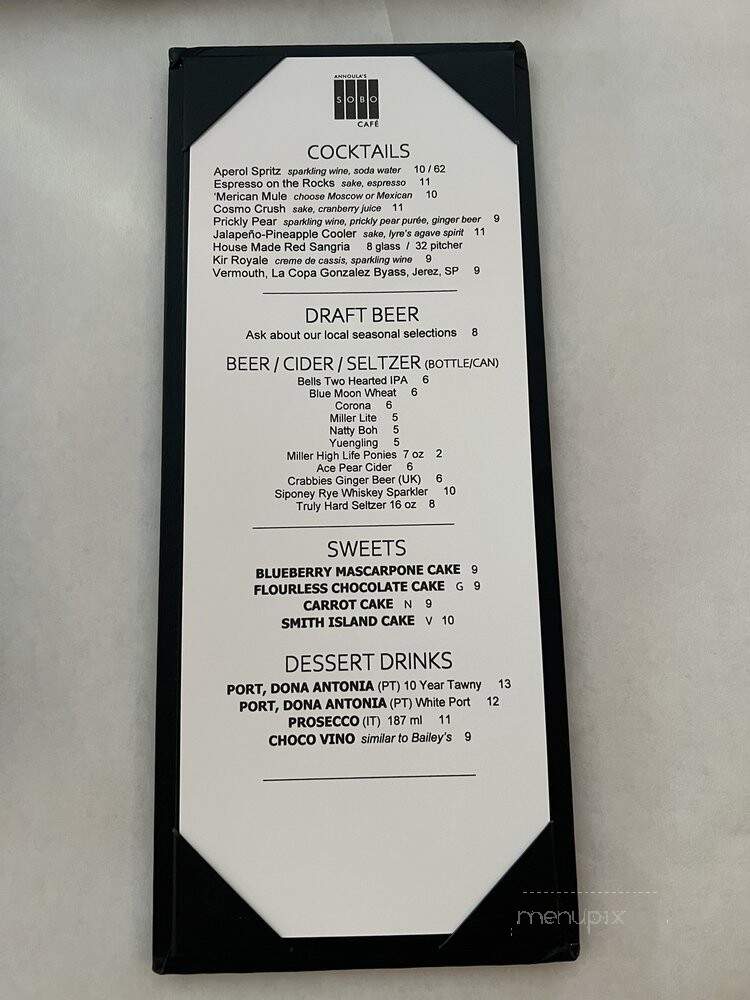 ANNOULA'S
SOBO
CAFÉ
COCKTAILS
Aperol Spritz sparkling wine, soda water 10 / 62
Espresso on the Rocks sake, espresso 11
'Merican Mule choose Moscow or Mexican 10
Cosmo Crush sake, cranberry juice 11
Prickly Pear sparkling wine, prickly pear purée, ginger beer 9
Jalapeño-Pineapple Cooler sake, lyre's agave spirit 11
House Made Red Sangria 8 glass / 32 pitcher
Kir Royale creme de cassis, sparkling wine 9
Vermouth, La Copa Gonzalez Byass, Jerez, SP 9
DRAFT BEER
Ask about our local seasonal selections 8
BEER / CIDER / SELTZER (BOTTLE/CAN)
Bells Two Hearted IPA 6
Blue Moon Wheat 6
Corona 6
Miller Lite 5
Natty Boh 5
Yuengling 5
Miller High Life Ponies 7 oz 2
Ace Pear Cider 6
Crabbies Ginger Beer (UK) 6
Siponey Rye Whiskey Sparkler 10
Truly Hard Seltzer 16 oz 8
SWEETS
BLUEBERRY MASCARPONE CAKE 9
FLOURLESS CHOCOLATE CAKE G 9
CARROT CAKE N 9
SMITH ISLAND CAKE V 10
DESSERT DRINKS
PORT, DONA ANTONIA (PT) 10 Year Tawny 13
PORT, DONA ANTONIA (PT) White Port 12
PROSECCO (IT) 187 ml 11
CHOCO VINO similar to Bailey's 9
menupix